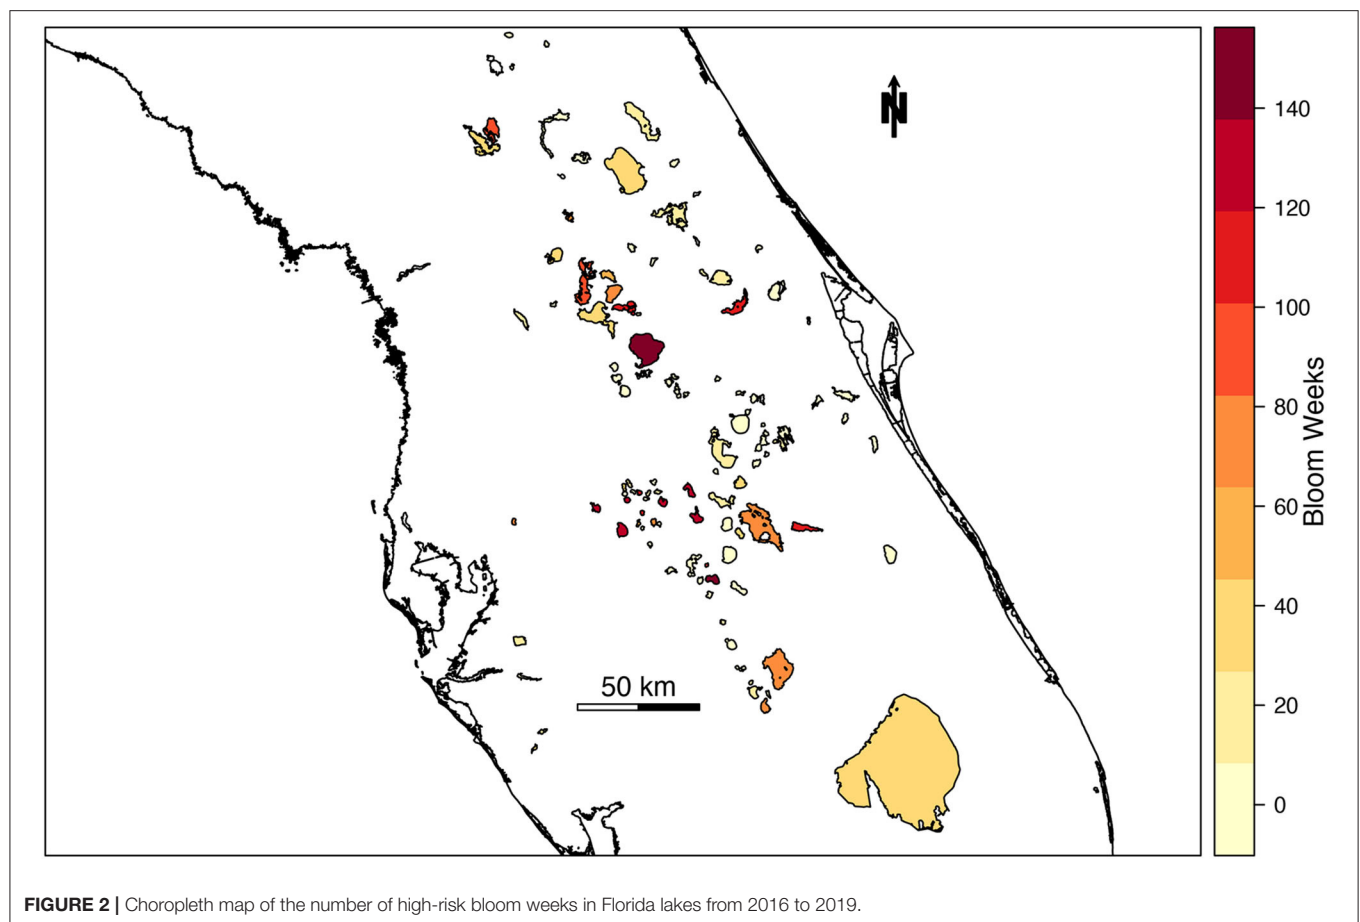 N
140
120
100
80
60
40
20
0
Bloom Weeks
50 km
FIGURE 2 | Choropleth map of the number of high-risk bloom weeks in Florida lakes from 2016 to 2019.